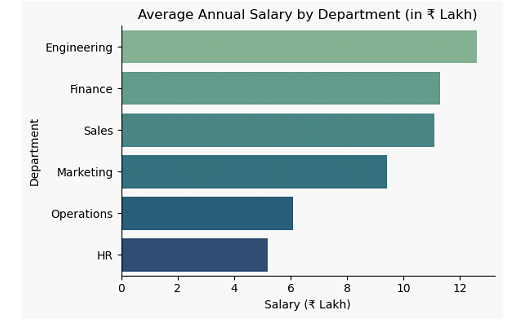 Average Annual Salary by Department (in ₹ Lakh)
Engineering
Finance
Sales
Marketing
Operations
HR
Department
0 2 4 6 8 10 12
Salary (₹ Lakh)